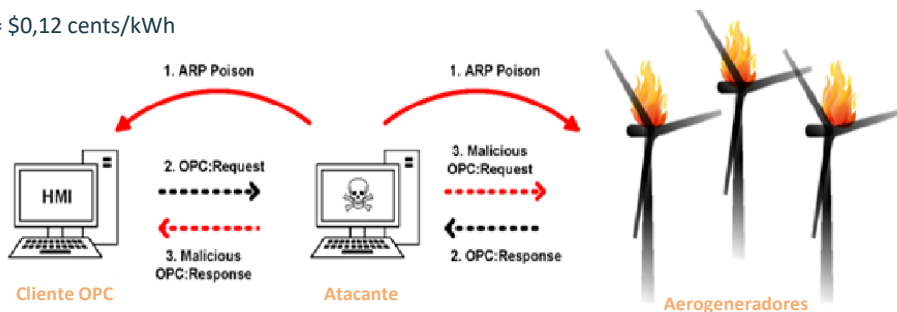 = $0,12 cents/kWh
1. ARP Poison
1. ARP Poison
HMI
2. OPC:Request
3. Malicious
OPC:Response
3. Malicious
OPC:Request
2. OPC:Response
Cliente OPC
Atacante
Aerogeneradores